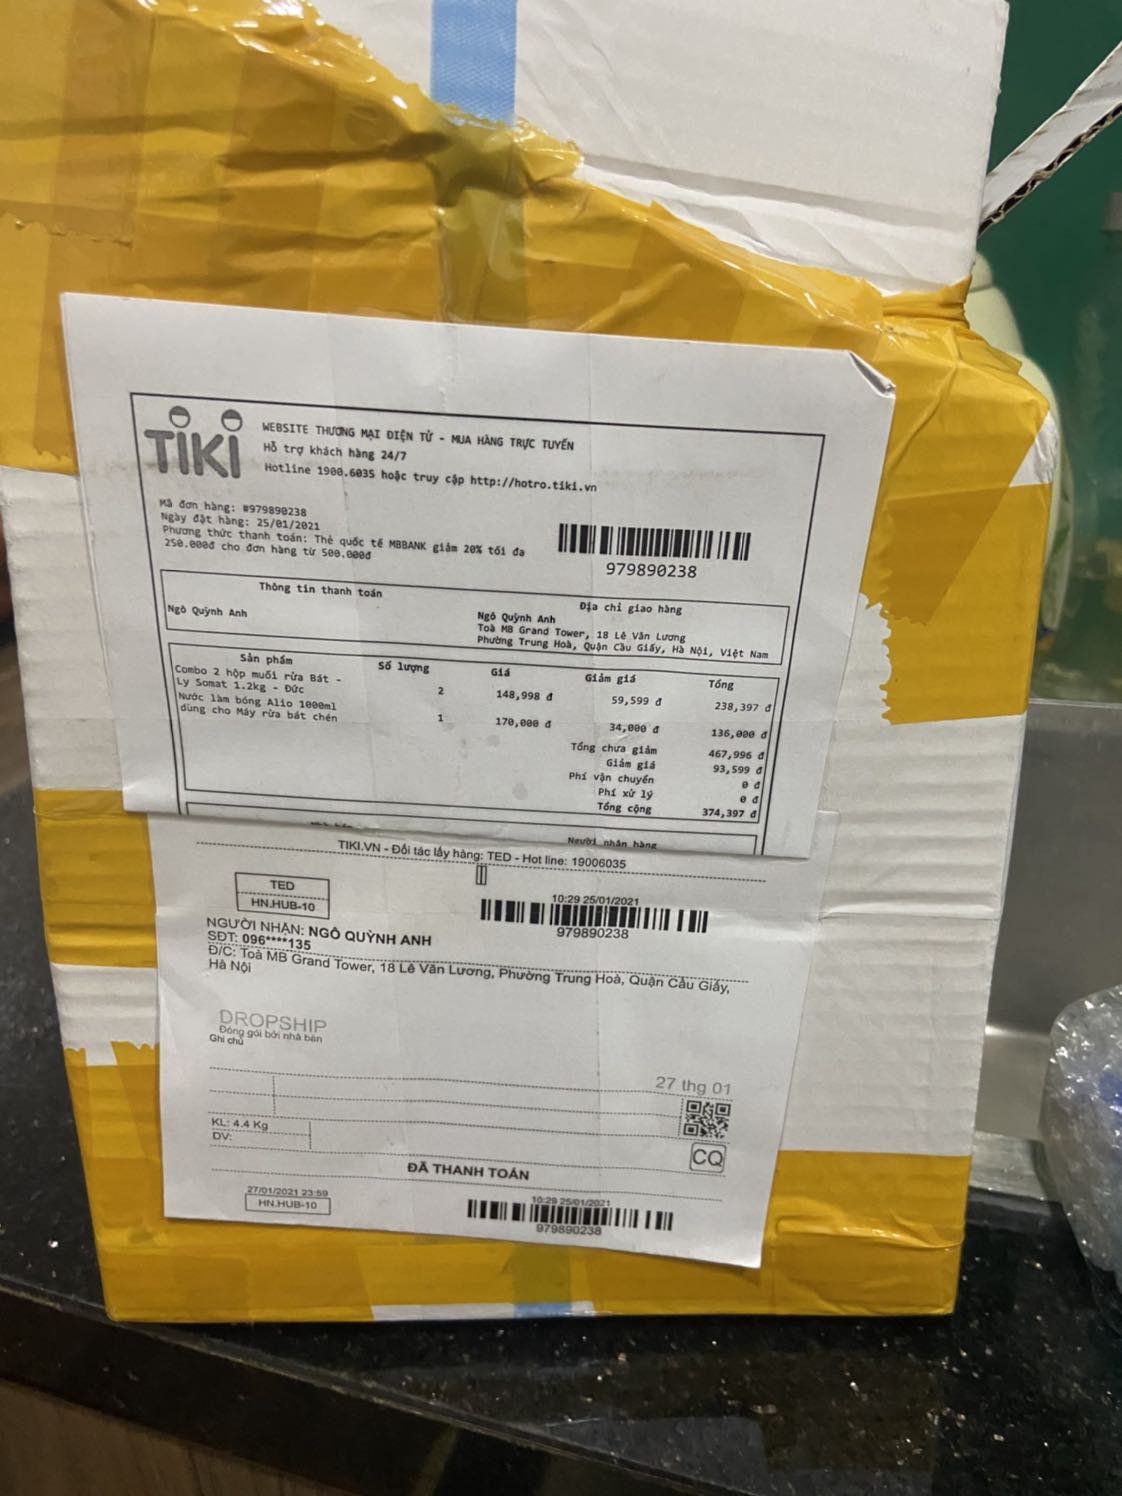 TIKI
WEBSITE THƯƠNG MẠI ĐIỆN TỬ - MUA HÀNG TRỰC TUYẾN
Hỗ trợ khách hàng 24/7
Hotline 1900.6035 hoặc truy cập http://hotro.tiki.vn
Mã đơn hàng: #979890238
Ngày đặt hàng: 25/01/2021
Phương thức thanh toán: Thẻ quốc tế MBBANK giảm 20% tối đa
250.000đ cho đơn hàng từ 500.000đ
979890238
Thông tin thanh toán
Địa chỉ giao hàng
Ngô Quỳnh Anh
Ngô Quỳnh Anh
Toà MB Grand Tower, 18 Lê Văn Lương
Phường Trung Hoà, Quận Cầu Giấy, Hà Nội, Việt Nam
Sản phẩm Số lượng Giá Giảm giá Tổng
Combo 2 hộp muối rửa Bát -
Ly Somat 1.2kg - Đức
2 148,998 đ 59,599 đ 238,397 đ
Nước làm bóng Alio 1000ml
dùng cho Máy rửa bát chén
1 170,000 đ 34,000 đ 136,000 đ
Tổng chưa giảm 467,996 đ
Giảm giá 93,599 đ
Phí vận chuyển 0 đ
Phí xử lý 0 đ
Tổng cộng 374,397 đ
Người nhận hàng
TIKI.VN - Đối tác lấy hàng: TED - Hot line: 19006035
TED
HN.HUB-10
10:29 25/01/2021
979890238
NGƯỜI NHẬN: NGÔ QUỲNH ANH
SĐT: 096****135
Đ/C: Toà MB Grand Tower, 18 Lê Văn Lương, Phường Trung Hoà, Quận Cầu Giấy,
Hà Nội
DROPSHIP
Đóng gói bởi nhà bán
Ghi chú
27 thg 01
KL: 4.4 Kg
DV:
CQ
ĐÃ THANH TOÁN
27/01/2021 23:59
HN.HUB-10
10:29 25/01/2021
979890238